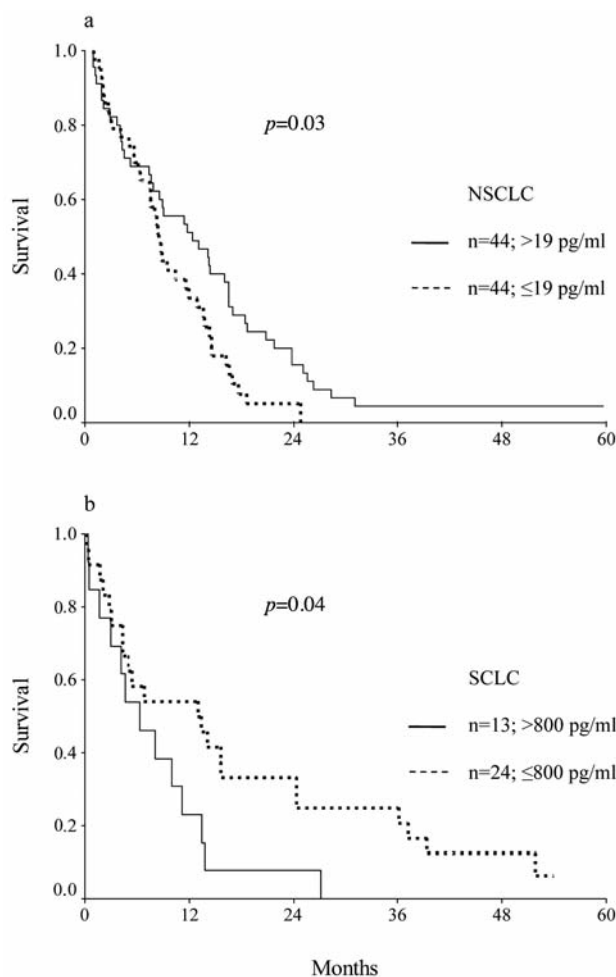 a
1.0
0.8
0.6
0.4
0.2
0.0
Survival
p=0.03
NSCLC
n=44; >19 pg/ml
n=44; ≤19 pg/ml
0 12 24 36 48 60
b
1.0
0.8
0.6
0.4
0.2
0.0
Survival
p=0.04
SCLC
n=13; >800 pg/ml
n=24; ≤800 pg/ml
0 12 24 36 48 60
Months